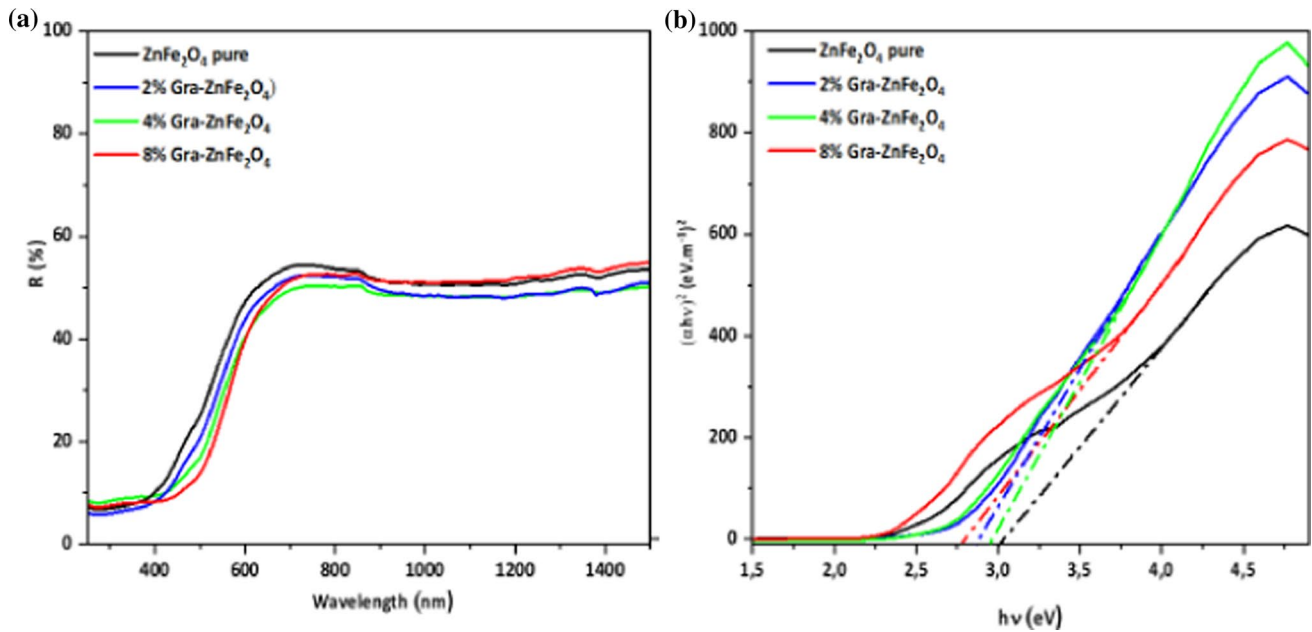 (a)
100
80
60
40
20
0
R (%)
ZnFe₂O₄ pure
2% Gra-ZnFe₂O₄)
4% Gra-ZnFe₂O₄
8% Gra-ZnFe₂O₄
400 600 800 1000 1200 1400
Wavelength (nm)
(b)
1000
800
600
400
200
0
(αhν)² (eV.m⁻¹)²
ZnFe₂O₄ pure
2% Gra-ZnFe₂O₄
4% Gra-ZnFe₂O₄
8% Gra-ZnFe₂O₄
1,5 2,0 2,5 3,0 3,5 4,0 4,5
hν (eV)